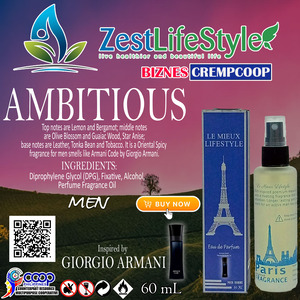 ZestLifeStyle
live healthier and beautiful life
BIZNES CREMPCOOP
AMBITIOUS
Top notes are Lemon and Bergamot; middle notes
are Olive Blossom and Guaiac Wood, Star Anise;
base notes are Leather, Tonka Bean and Tobacco. It is a Oriental Spicy
fragrance for men smells like Armani Code by Giorgio Armani.
INGREDIENTS:
Diprophylene Glycol (DPG), Fixative, Alcohol,
Perfume Fragrance Oil
MEN
BUY NOW
Inspired by
GIORGIO ARMANI
60 mL
COOP
LE MIEUX
LIFESTYLE
Eau de Parfum
Paris
FRAGRANCE